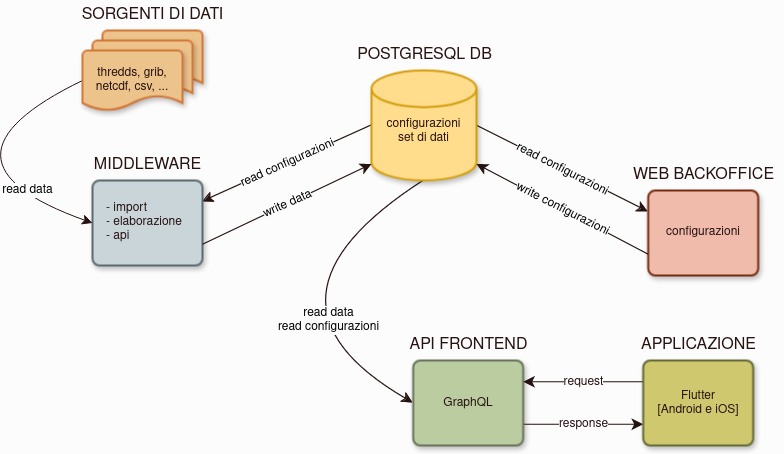 SORGENTI DI DATI
thredds, grib,
netcdf, csv, ...
POSTGRESQL DB
configurazioni
set di dati
read configurazioni
write data
read configurazioni
write configurazioni
MIDDLEWARE
read data
- import
- elaborazione
- api
WEB BACKOFFICE
configurazioni
read data
read configurazioni
API FRONTEND
GraphQL
request
response
APPLICAZIONE
Flutter
[Android e iOS]